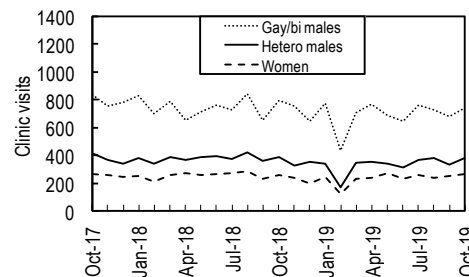 Clinic visits
1400
1200
1000
800
600
400
200
0
Gay/bi males
Hetero males
Women
Oct-17
Jan-18
Apr-18
Jul-18
Oct-18
Jan-19
Apr-19
Jul-19
Oct-19